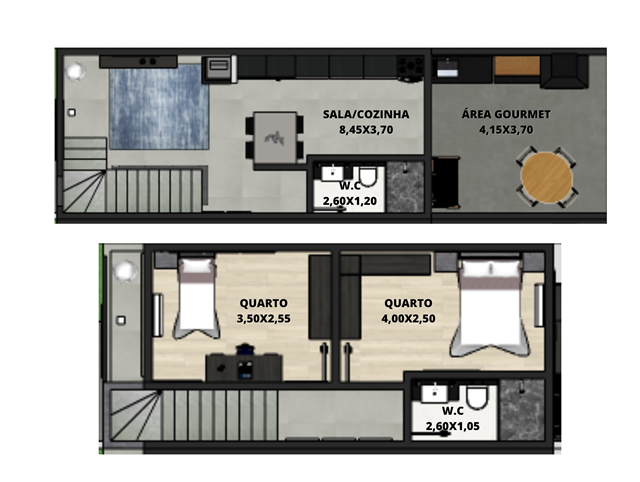 SALA/COZINHA
8,45X3,70
ÁREA GOURMET
4,15X3,70
W.C
2,60X1,20
QUARTO
3,50X2,55
QUARTO
4,00X2,50
W.C
2,60X1,05